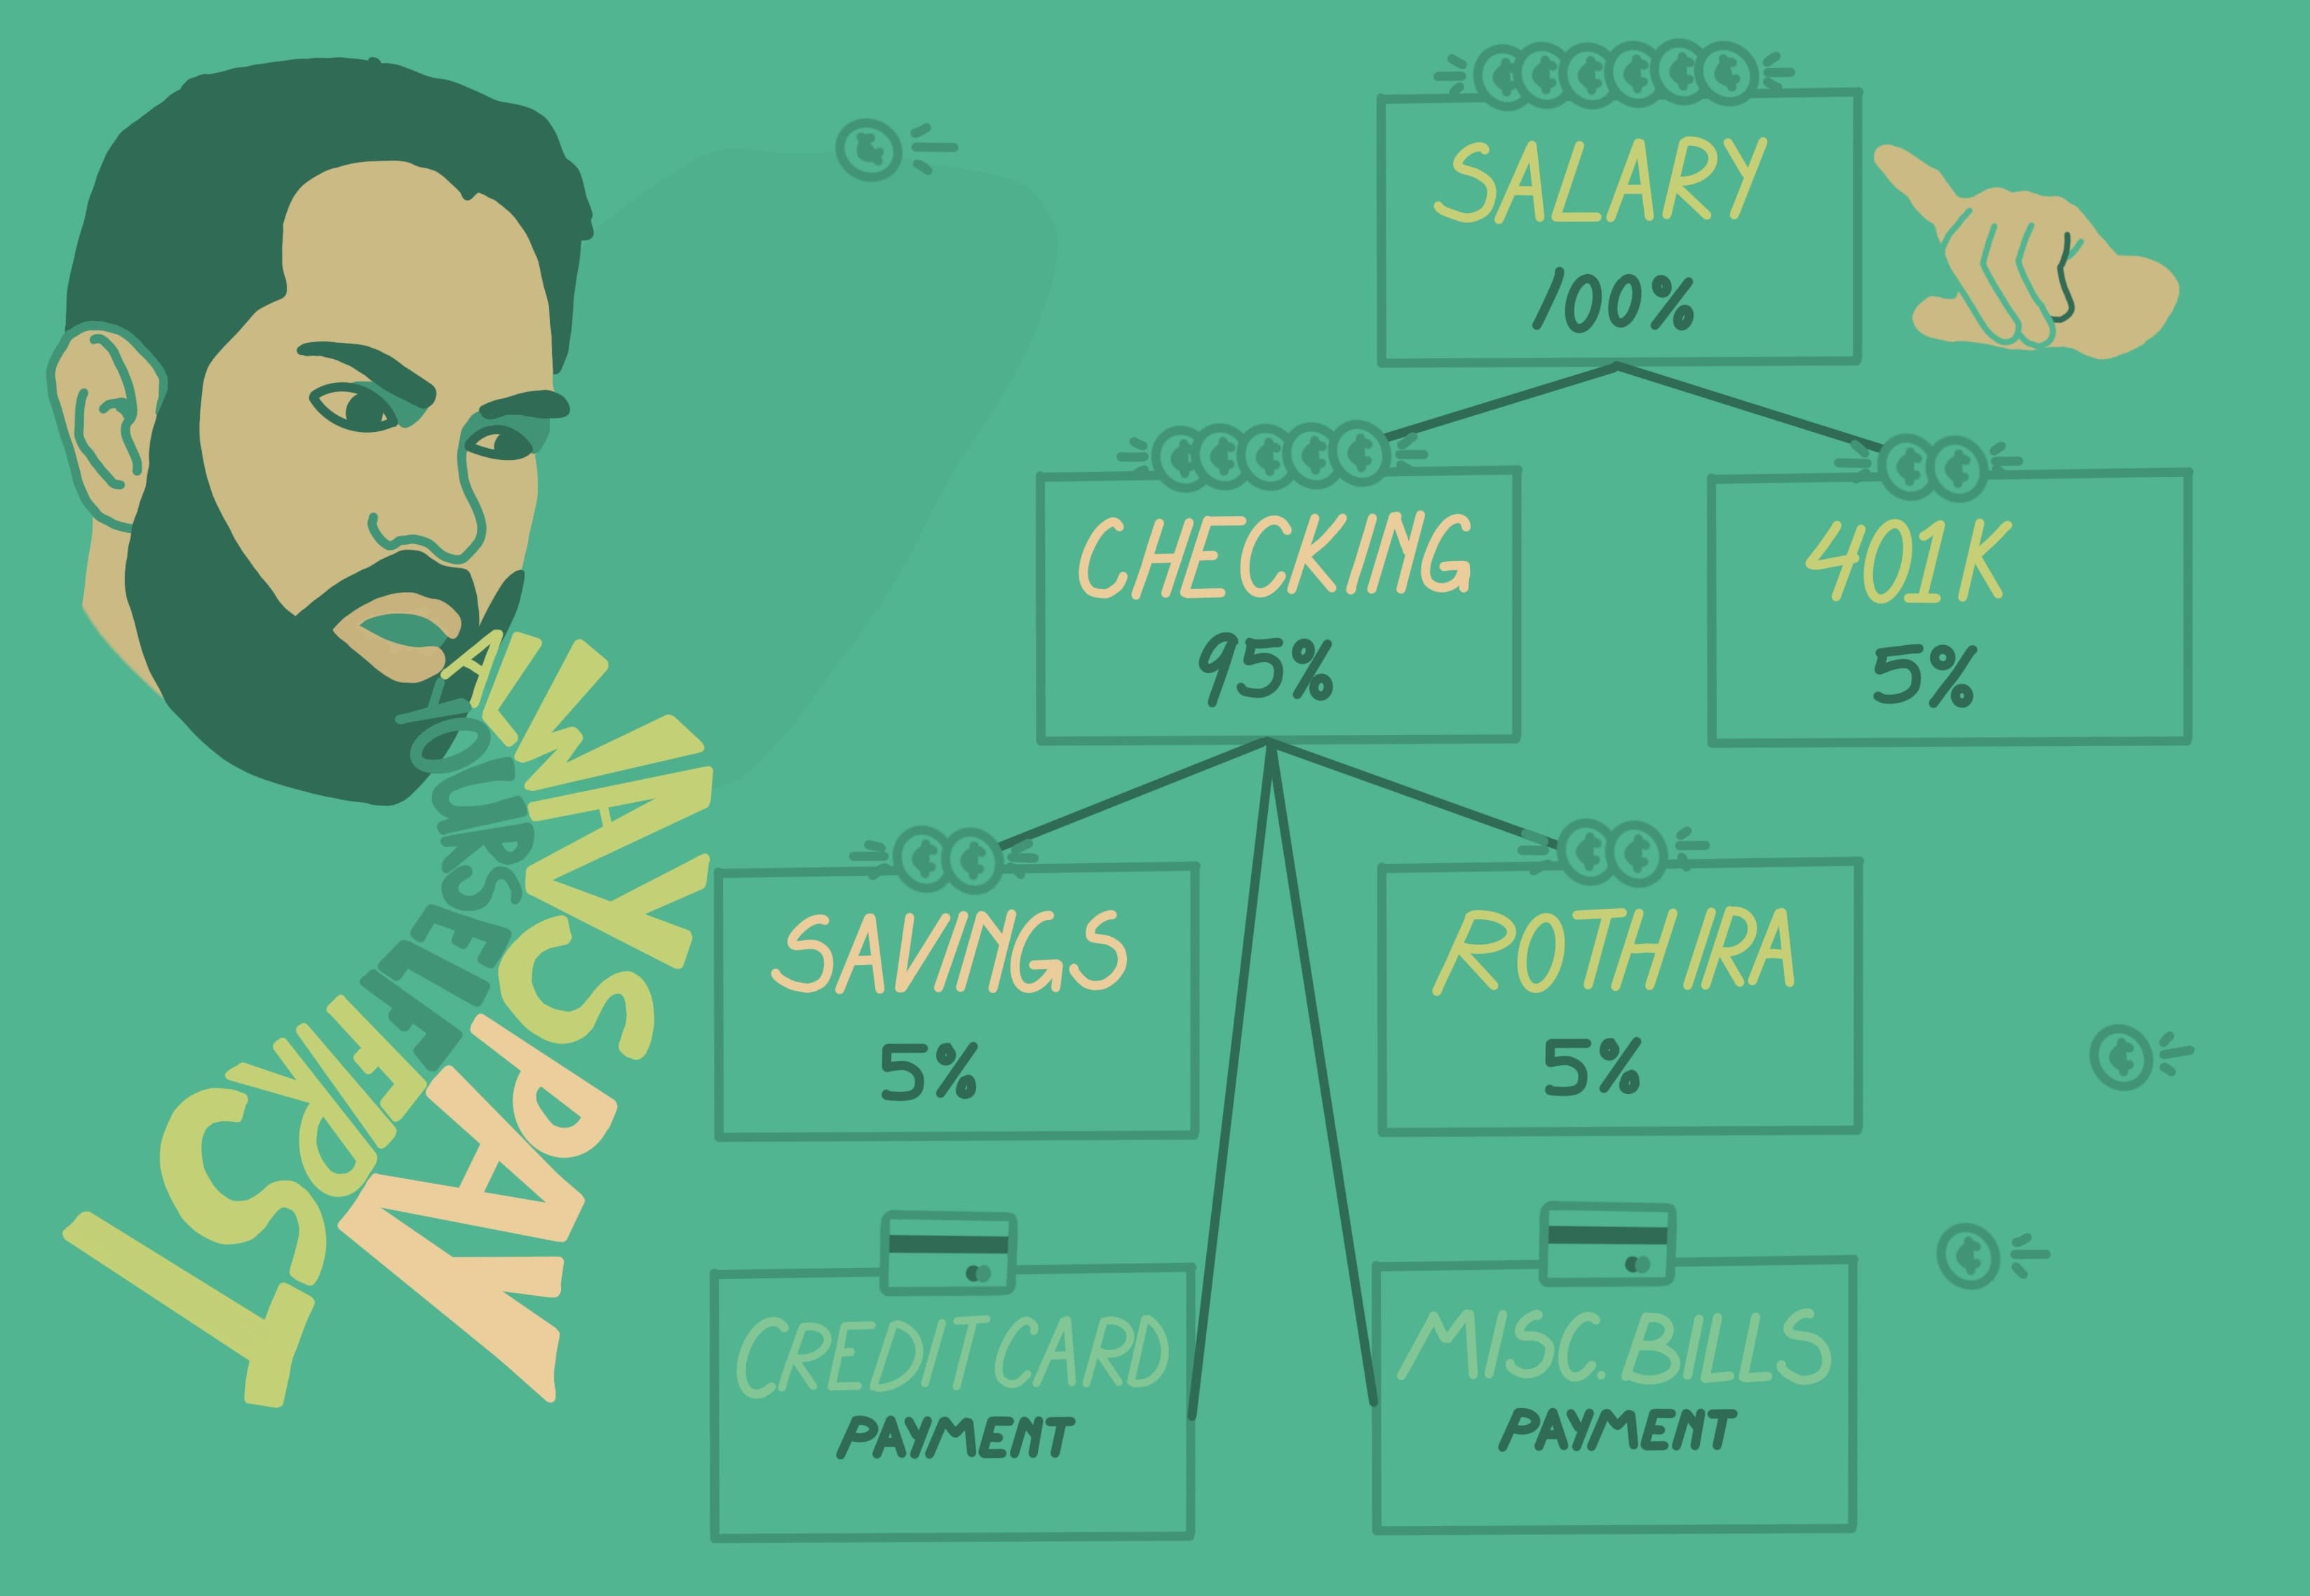 ALWAYS
PAY
YOURSELF
FIRST
SALARY
100%
CHECKING
95%
401K
5%
SAVINGS
5%
ROTH IRA
5%
CREDIT CARD
PAYMENT
MISC. BILLS
PAYMENT